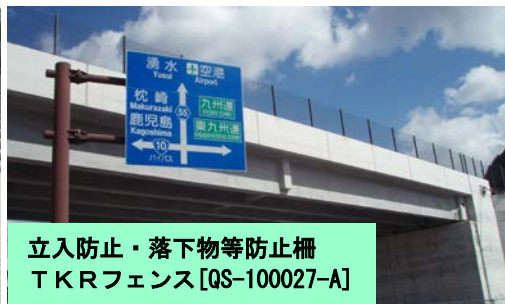 湧水
Yusui
空港
Airport
枕崎
Makurazaki
鹿児島
Kagoshima
55
九州道
東九州道
10
バイパス
立入防止・落下物等防止柵
TKRフェンス[QS-100027-A]